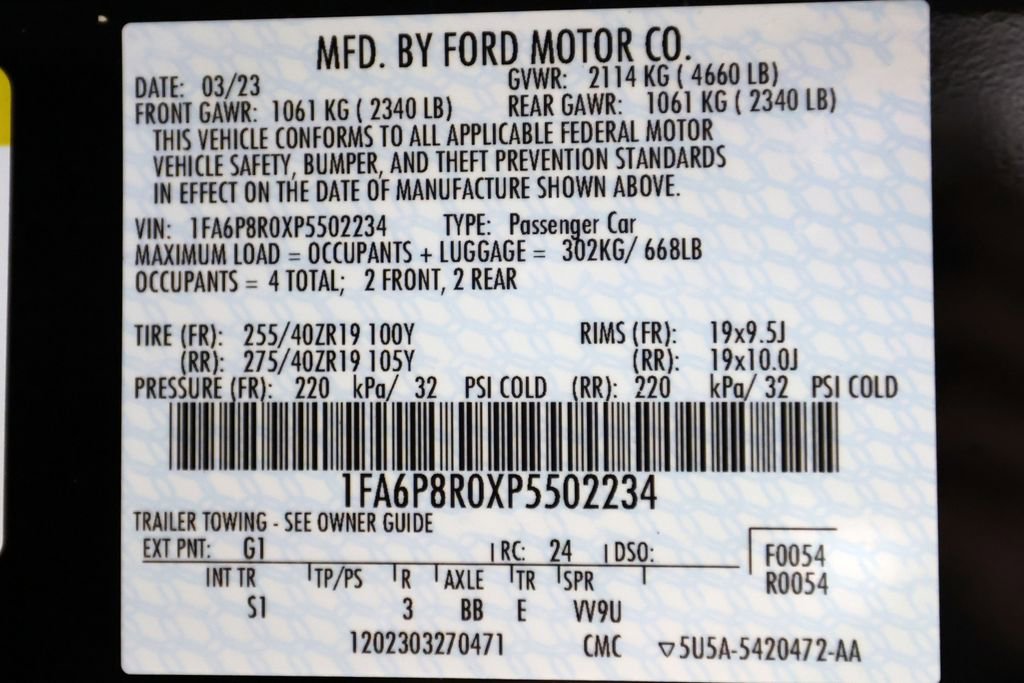 MFD. BY FORD MOTOR CO.
DATE: 03/23 GVWR: 2114 KG ( 4660 LB)
FRONT GAWR: 1061 KG ( 2340 LB) REAR GAWR: 1061 KG ( 2340 LB)
THIS VEHICLE CONFORMS TO ALL APPLICABLE FEDERAL MOTOR
VEHICLE SAFETY, BUMPER, AND THEFT PREVENTION STANDARDS
IN EFFECT ON THE DATE OF MANUFACTURE SHOWN ABOVE.
VIN: 1FA6P8R0XP5502234 TYPE: Passenger Car
MAXIMUM LOAD = OCCUPANTS + LUGGAGE = 302KG/ 668LB
OCCUPANTS = 4 TOTAL; 2 FRONT, 2 REAR
TIRE (FR): 255/40ZR19 100Y RIMS (FR): 19x9.5J
(RR): 275/40ZR19 105Y (RR): 19x10.0J
PRESSURE (FR): 220 kPa/ 32 PSI COLD (RR): 220 kPa/ 32 PSI COLD
1FA6P8R0XP5502234
TRAILER TOWING - SEE OWNER GUIDE
EXT PNT: G1 RC: 24 DSO: F0054
INT TR TP/PS R AXLE TR SPR R0054
S1 3 BB E VV9U
1202303270471 CMC ▽5U5A-5420472-AA